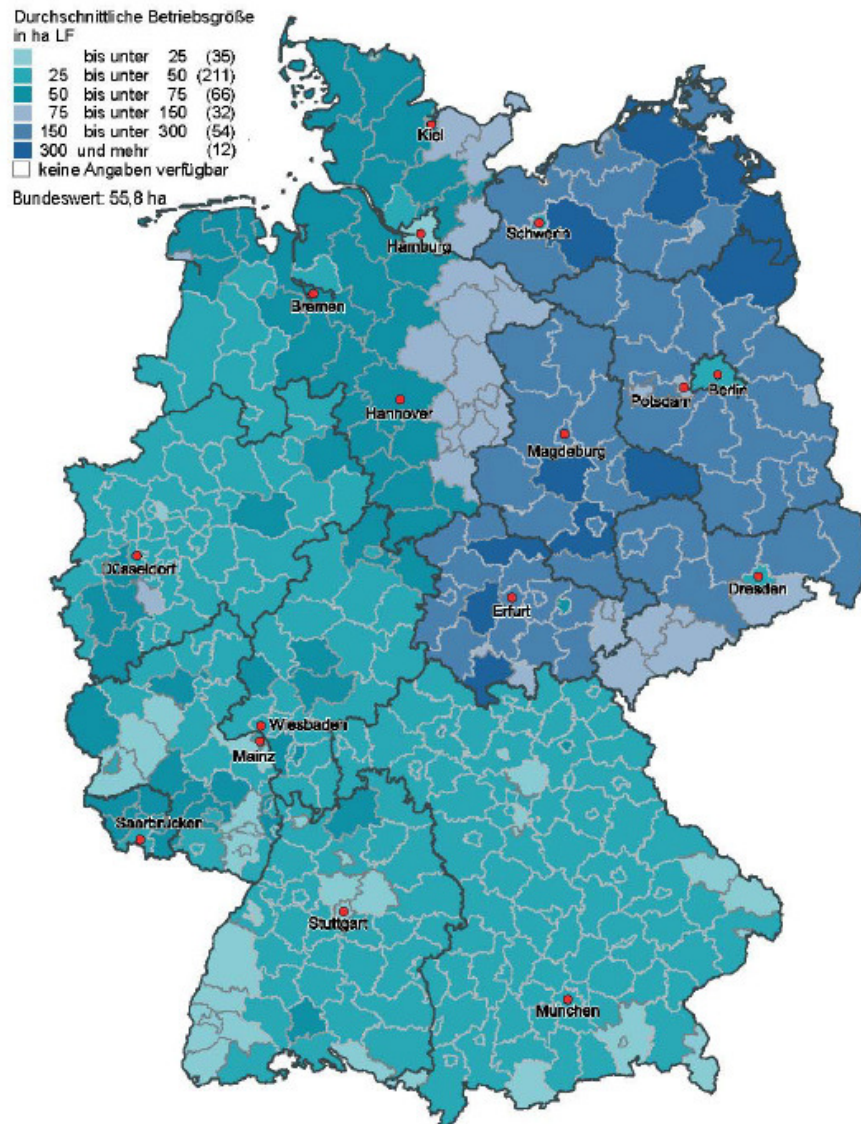 Durchschnittliche Betriebsgröße
in ha LF
bis unter 25 (35)
25 bis unter 50 (211)
50 bis unter 75 (66)
75 bis unter 150 (32)
150 bis unter 300 (54)
300 und mehr (12)
keine Angaben verfügbar
Bundeswert: 55,8 ha
Kiel
Schwerin
Hamburg
Bremen
Berlin
Potsdam
Hannover
Magdeburg
Düsseldorf
Dresden
Erfurt
Wiesbaden
Mainz
Saarbrücken
Stuttgart
München